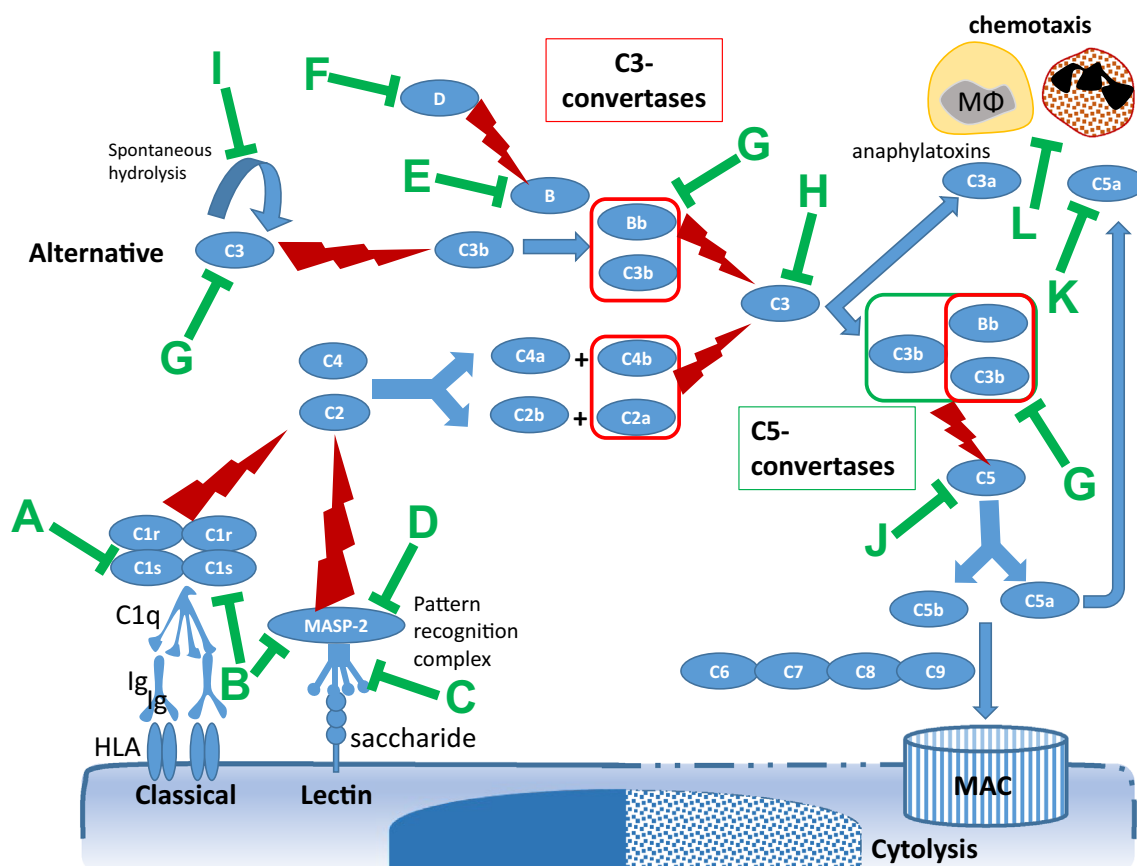 chemotaxis
C3-
convertases
I
F
D
MΦ
Spontaneous
hydrolysis
G
anaphylatoxins
E
B
H
C3a
C5a
Bb
L
Alternative
C3
C3b
C3b
C3
K
G
Bb
C3b
C3b
C4
C4a
+
C4b
C2
C2b
+
C2a
C5-
convertases
G
C5
A
D
J
C1r
C1r
C1s
C1s
C1q
MASP-2
Pattern
recognition
complex
C5b
C5a
Ig
Ig
B
C
C6
C7
C8
C9
HLA
saccharide
Classical
Lectin
MAC
Cytolysis